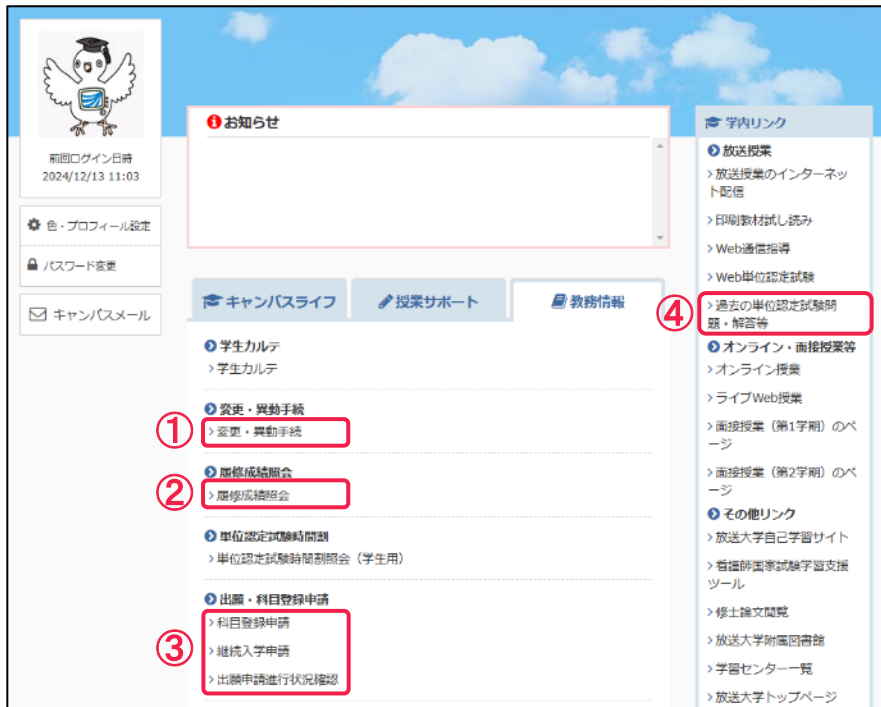 前回ログイン日時
2024/12/13 11:03
色・プロフィール設定
パスワード変更
キャンパスメール
お知らせ
キャンパスライフ
授業サポート
教務情報
学生カルテ
>学生カルテ
変更・異動手続
①
>変更・異動手続
履修成績照会
②
>履修成績照会
単位認定試験時間割
>単位認定試験時間割照会（学生用）
出願・科目登録申請
③
>科目登録申請
>継続入学申請
>出願申請進行状況確認
学内リンク
放送授業
>放送授業のインターネッ
ト配信
>印刷教材試し読み
>Web通信指導
>Web単位認定試験
④
>過去の単位認定試験問
題・解答等
オンライン・面接授業等
>オンライン授業
>ライブWeb授業
>面接授業（第1学期）のペ
ージ
>面接授業（第2学期）のペ
ージ
その他リンク
>放送大学自己学習サイト
>看護師国家試験学習支援
ツール
>修士論文閲覧
>放送大学附属図書館
>学習センター一覧
>放送大学トップページ